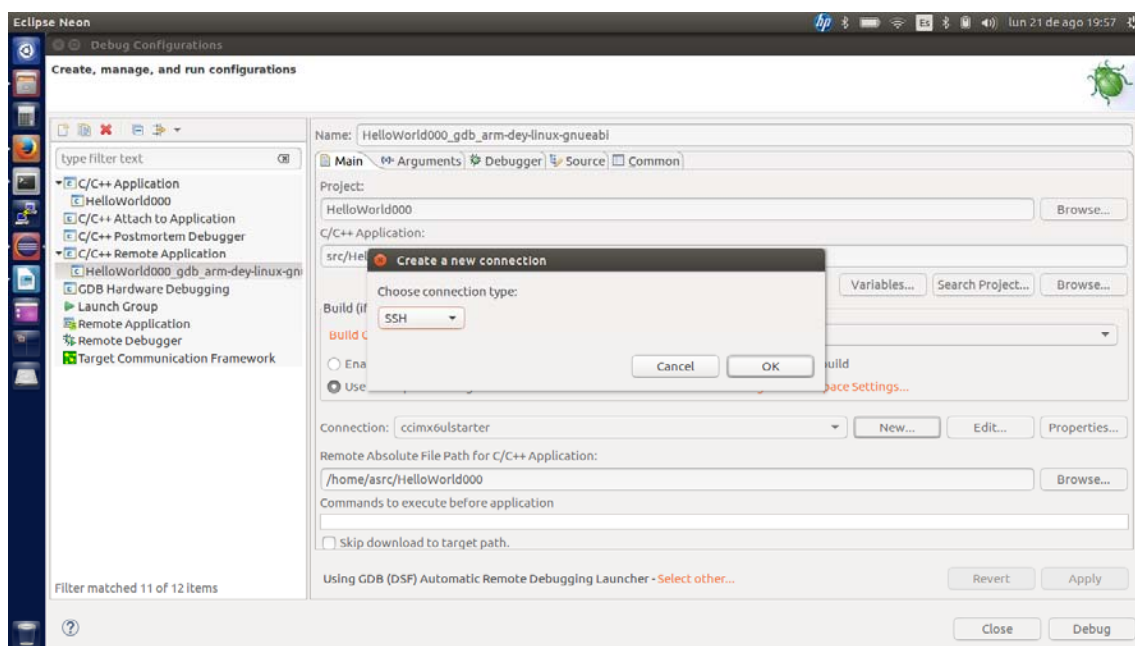 Eclipse Neon
hp Es lun 21 de ago 19:57
Debug Configurations
Create, manage, and run configurations
type filter text
C/C++ Application
HelloWorld000
C/C++ Attach to Application
C/C++ Postmortem Debugger
C/C++ Remote Application
HelloWorld000_gdb_arm-dey-linux-gn
GDB Hardware Debugging
Launch Group
Remote Application
Remote Debugger
Target Communication Framework
Filter matched 11 of 12 items
Name: HelloWorld000_gdb_arm-dey-linux-gnueabi
Main Arguments Debugger Source Common
Project:
HelloWorld000 Browse...
C/C++ Application:
src/Hel
Variables... Search Project... Browse...
Build (if
Build C
Ena uild
Use pace Settings...
Create a new connection
Choose connection type:
SSH
Cancel OK
Connection: ccimx6ulstarter New... Edit... Properties...
Remote Absolute File Path for C/C++ Application:
/home/asrc/HelloWorld000 Browse...
Commands to execute before application
Skip download to target path.
Using GDB (DSF) Automatic Remote Debugging Launcher - Select other... Revert Apply
Close Debug